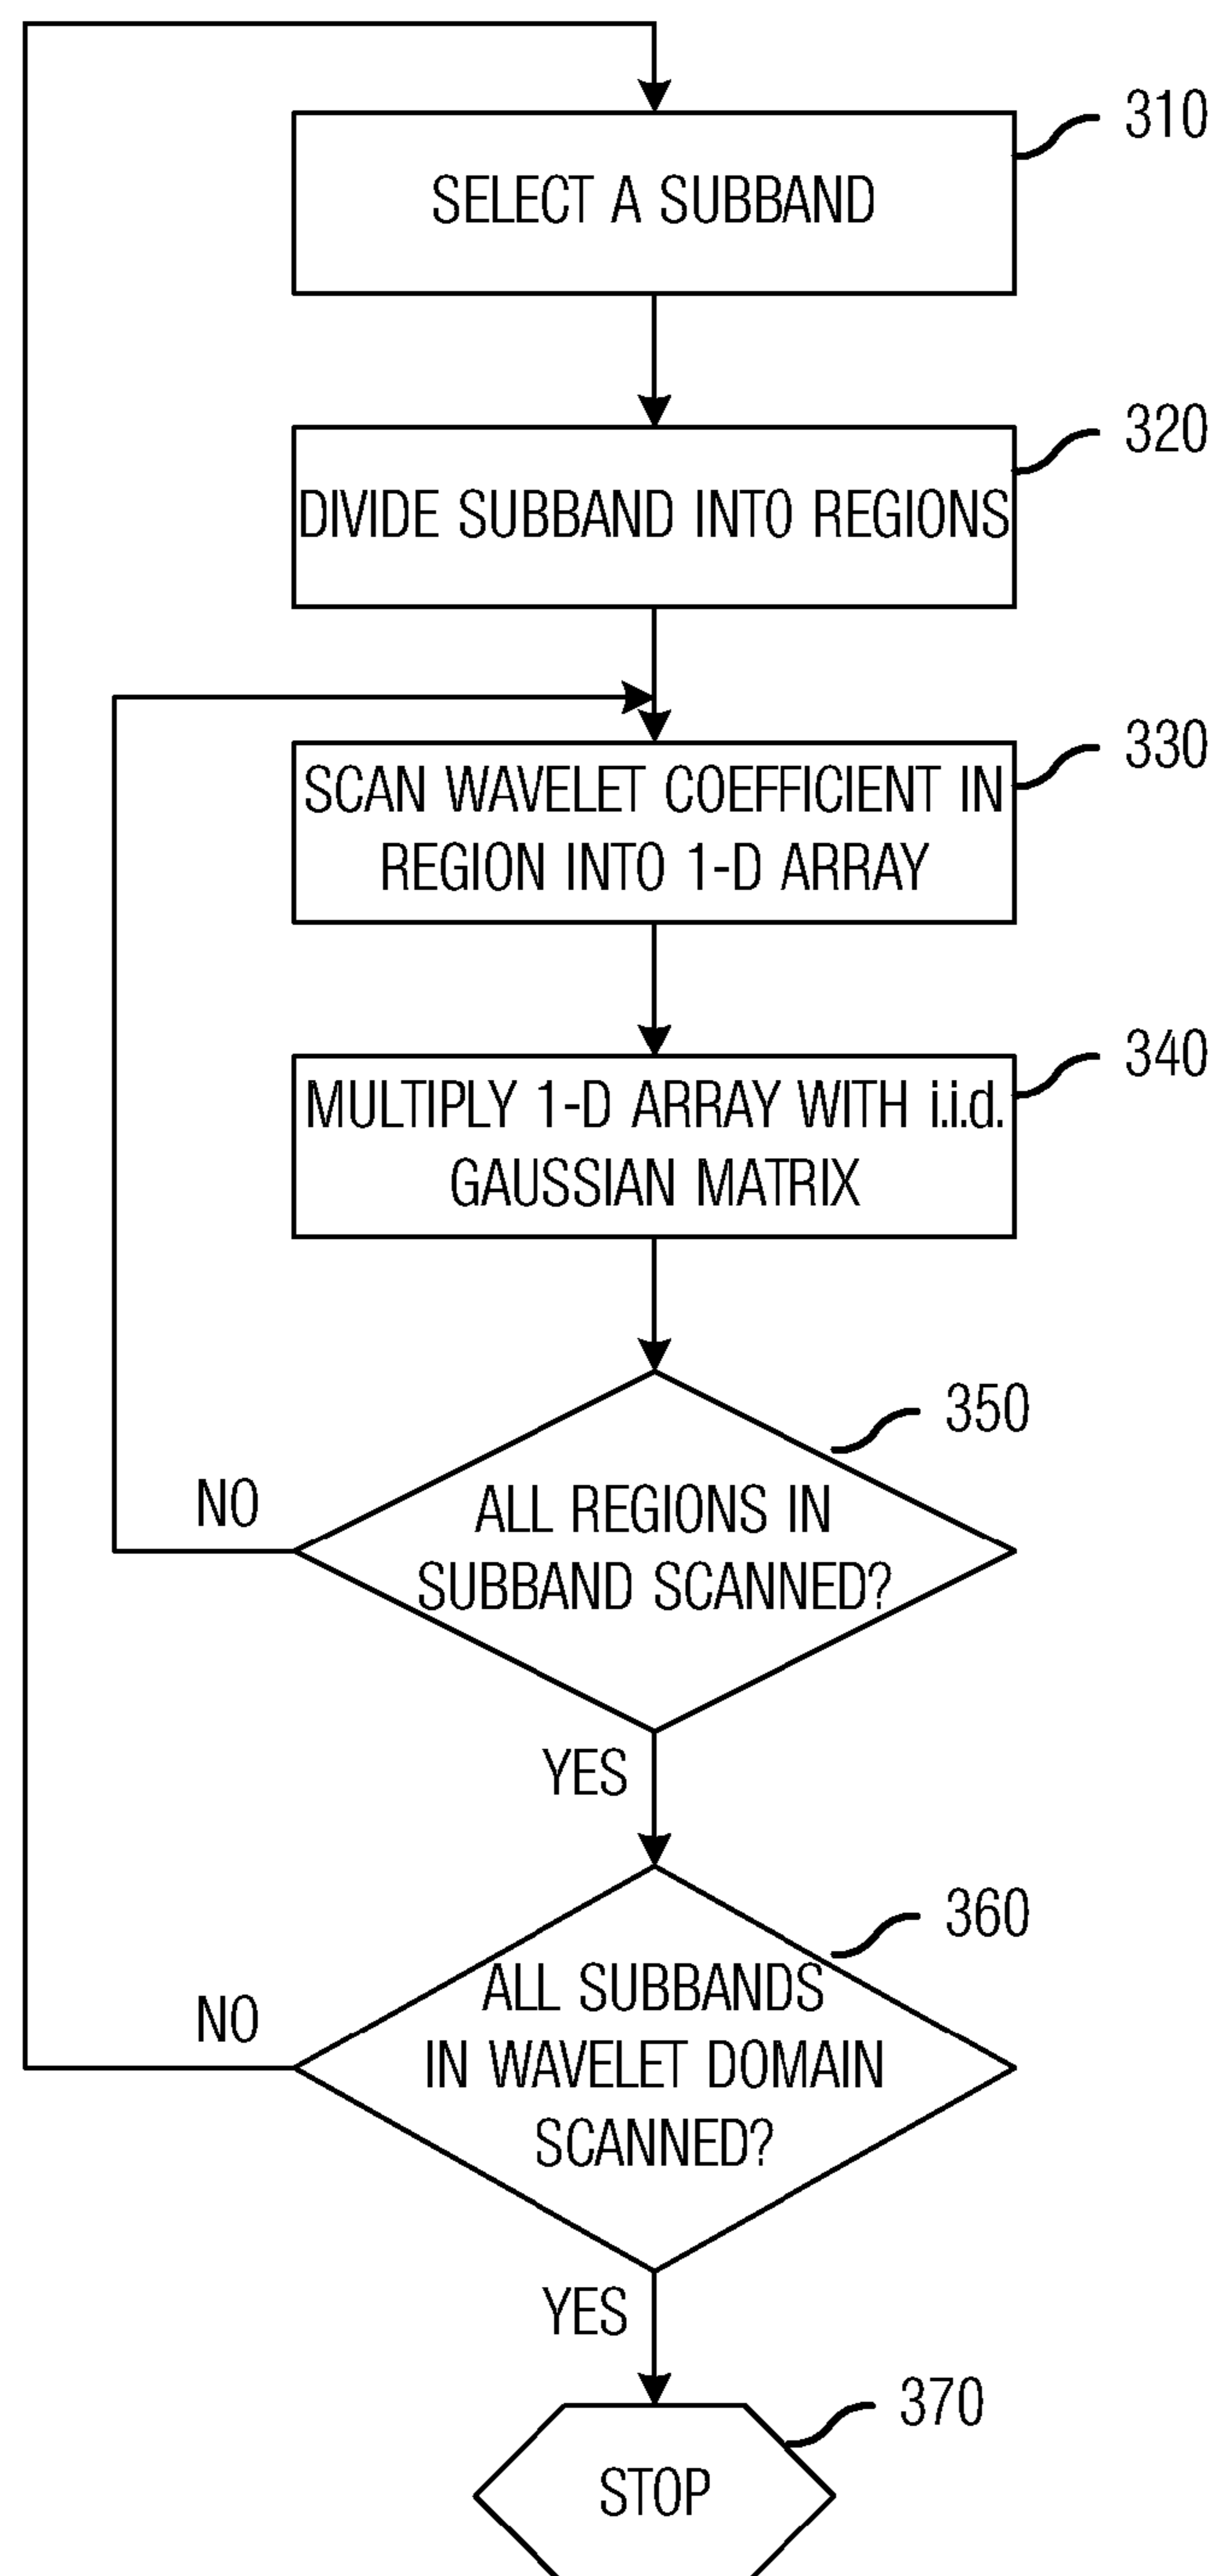 310
SELECT A SUBBAND
320
DIVIDE SUBBAND INTO REGIONS
330
SCAN WAVELET COEFFICIENT IN
REGION INTO 1-D ARRAY
340
MULTIPLY 1-D ARRAY WITH i.i.d.
GAUSSIAN MATRIX
350
NO
ALL REGIONS IN
SUBBAND SCANNED?
YES
360
NO
ALL SUBBANDS
IN WAVELET DOMAIN
SCANNED?
YES
370
STOP